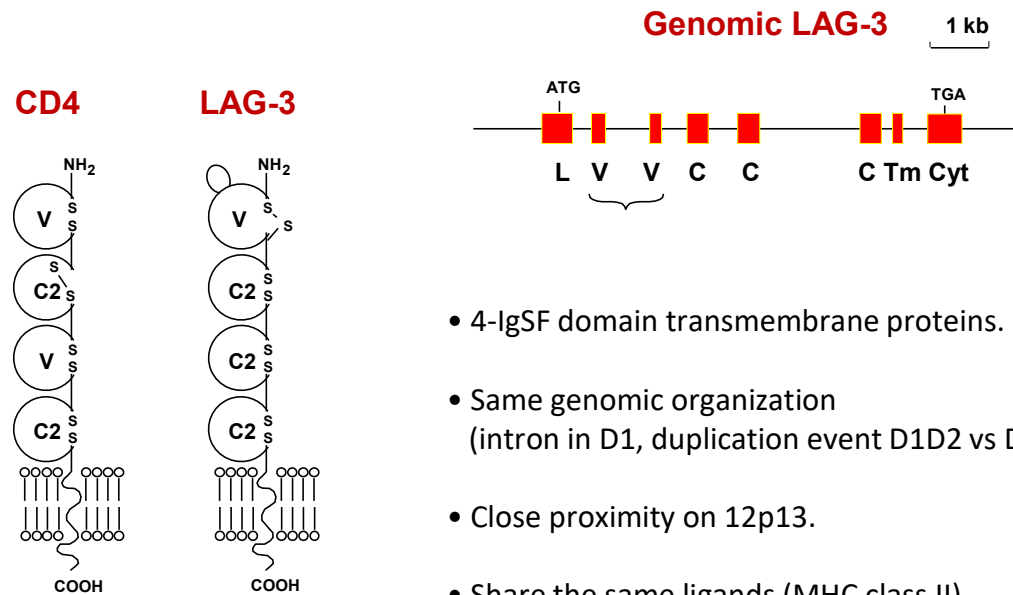 Genomic LAG-3
1 kb
CD4
LAG-3
ATG
TGA
L V V C C C Tm Cyt
NH2
NH2
V
S
S
V
S
S
C2
S
S
C2
S
S
V
S
S
C2
S
S
C2
S
S
C2
S
S
COOH
COOH
• 4-IgSF domain transmembrane proteins.
• Same genomic organization
(intron in D1, duplication event D1D2 vs
• Close proximity on 12p13.
• Share the same ligands (MHC class II)